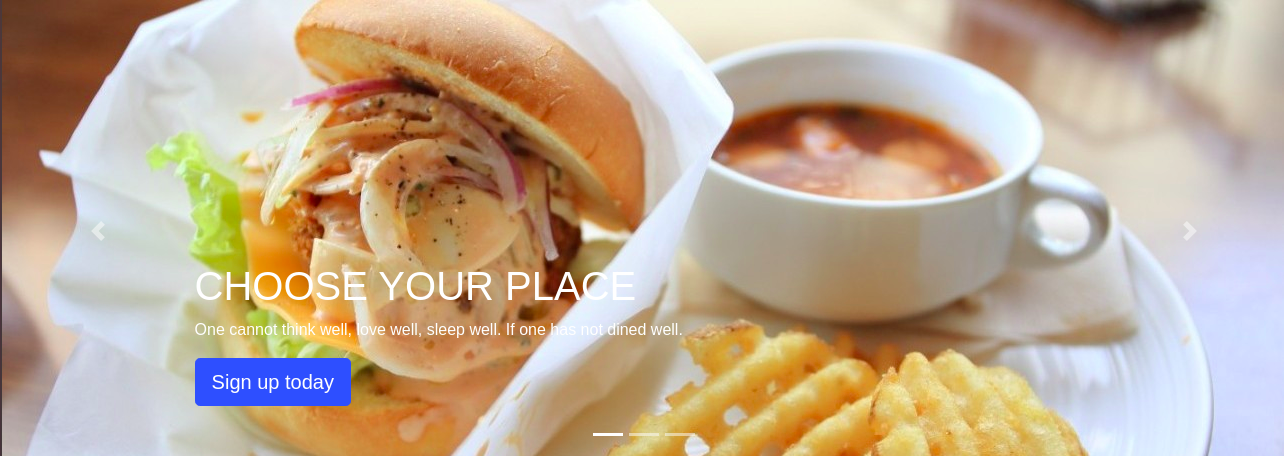 CHOOSE YOUR PLACE
One cannot think well, love well, sleep well. If one has not dined well.
Sign up today